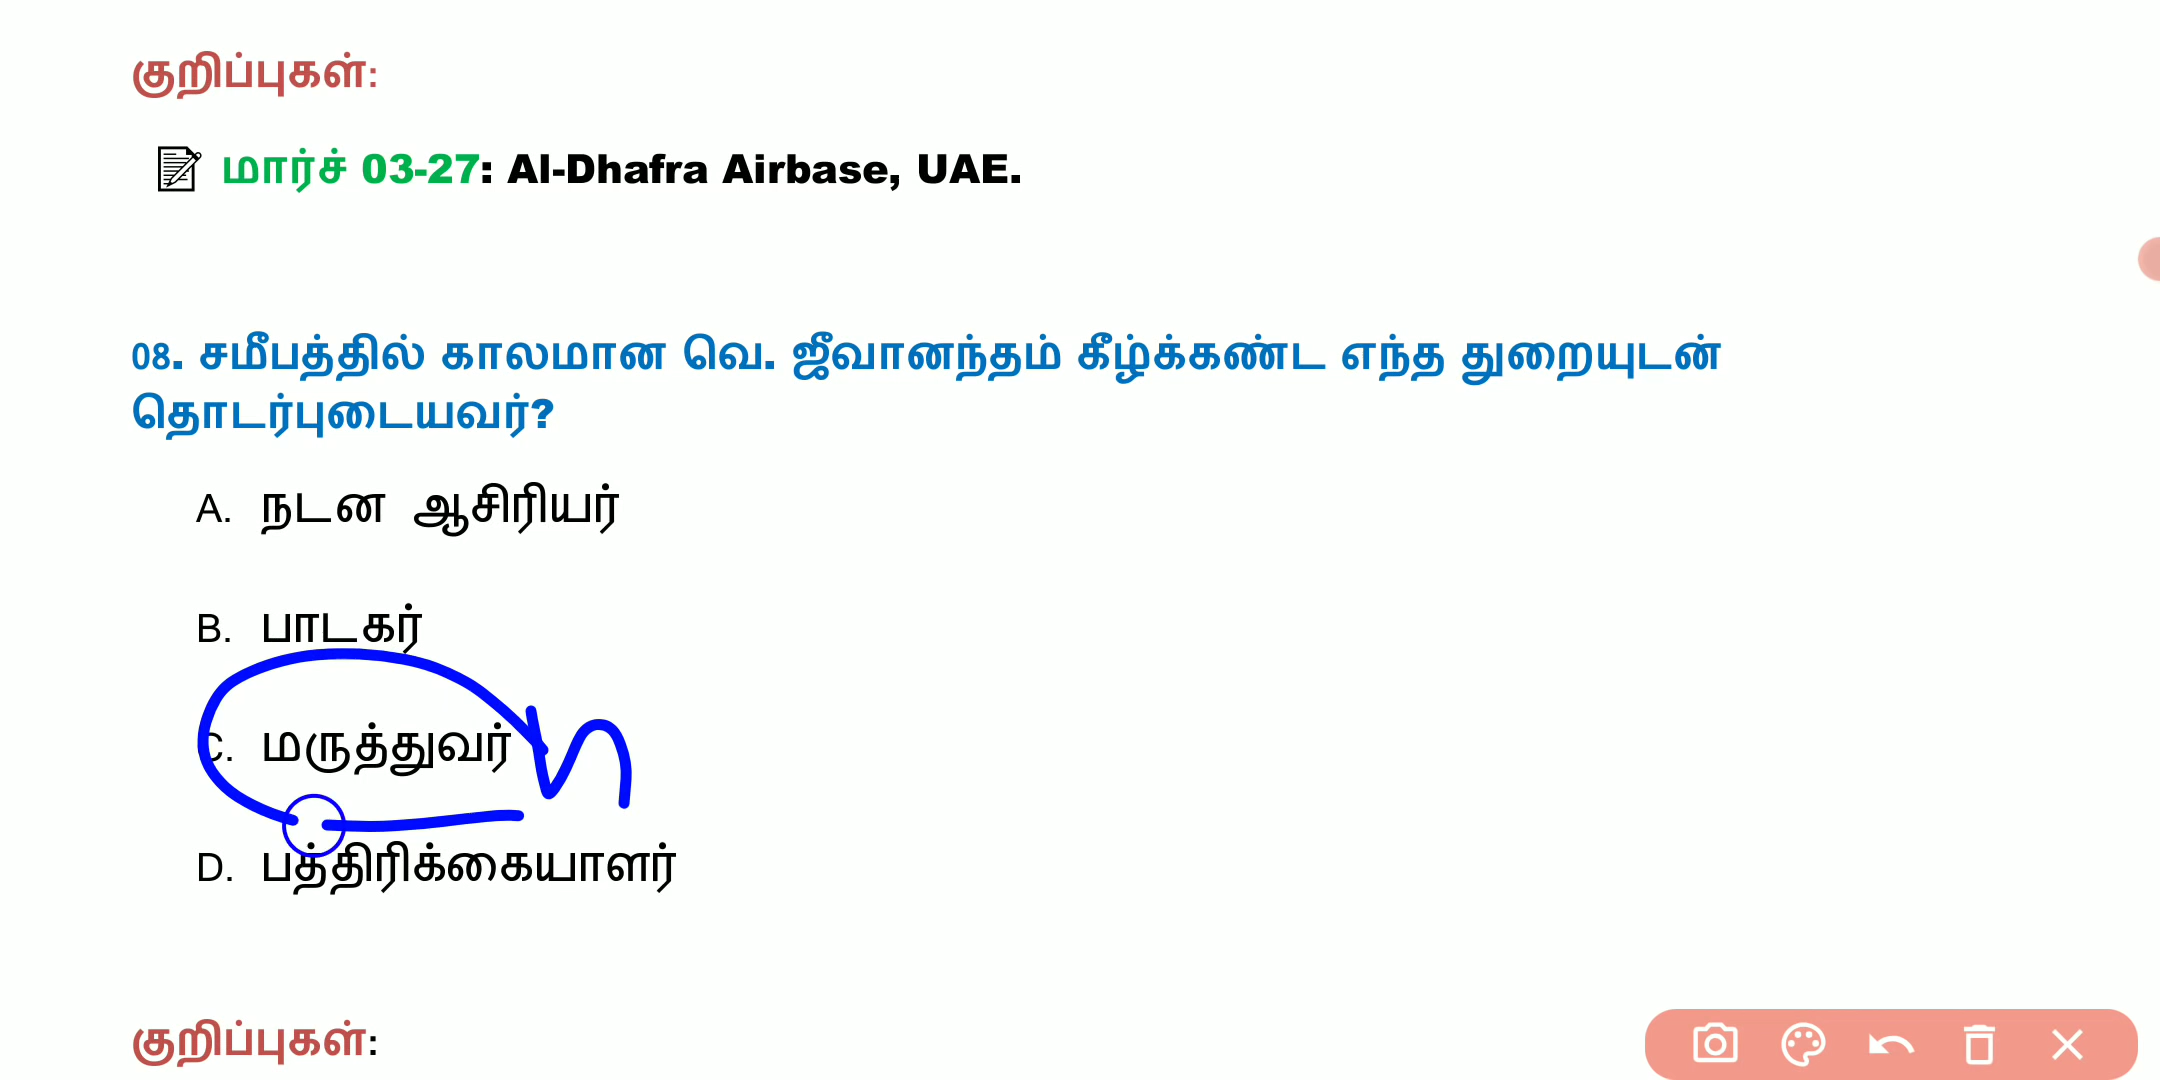 குறிப்புகள்:
மார்ச் 03-27: Al-Dhafra Airbase, UAE.
08. சமீபத்தில் காலமான வெ. ஜீவானந்தம் கீழ்க்கண்ட எந்த துறையுடன்
தொடர்புடையவர்?
A. நடன ஆசிரியர்
B. பாடகர்
C. மருத்துவர்
D. பத்திரிக்கையாளர்
குறிப்புகள்: